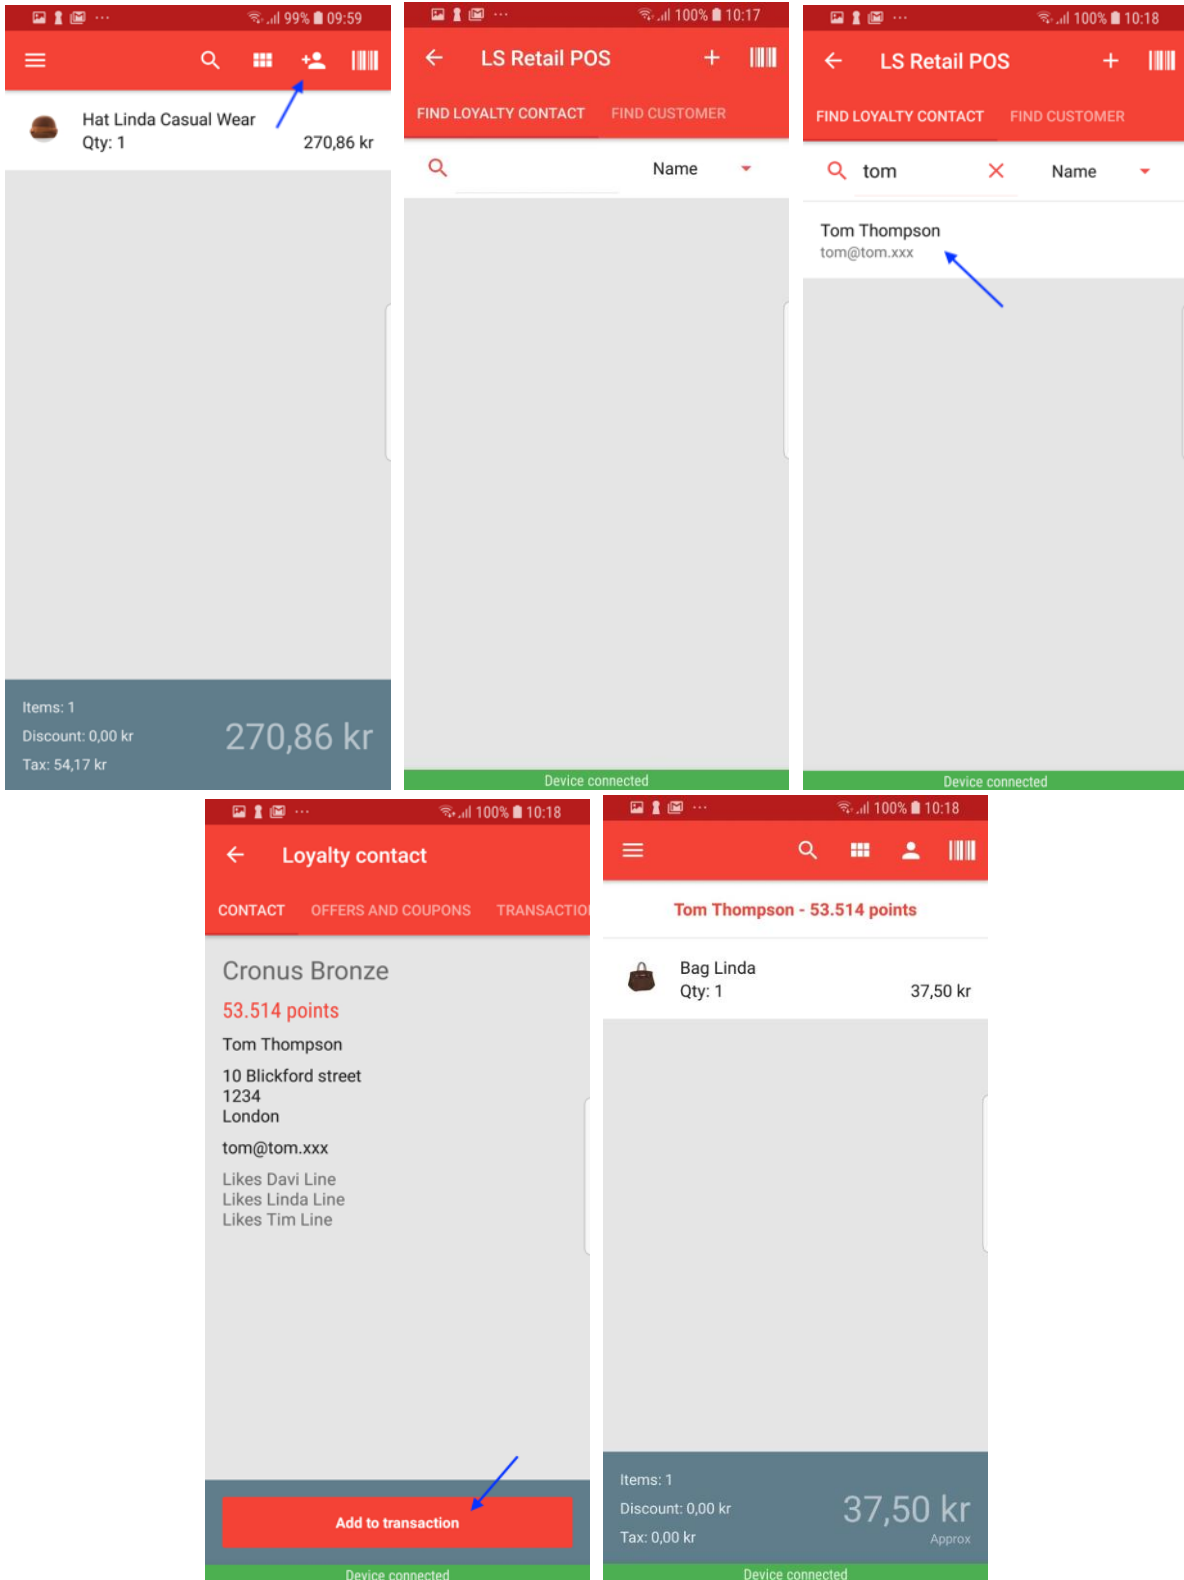 99% 09:59
Hat Linda Casual Wear
Qty: 1 270,86 kr
Items: 1
Discount: 0,00 kr
270,86 kr
Tax: 54,17 kr
100% 10:17
LS Retail POS
FIND LOYALTY CONTACT FIND CUSTOMER
Name
Device connected
100% 10:18
LS Retail POS
FIND LOYALTY CONTACT FIND CUSTOMER
tom Name
Tom Thompson
tom@tom.xxx
Device connected
100% 10:18
Loyalty contact
CONTACT OFFERS AND COUPONS TRANSACTIO
Cronus Bronze
53.514 points
Tom Thompson
10 Blickford street
1234
London
tom@tom.xxx
Likes Davi Line
Likes Linda Line
Likes Tim Line
Add to transaction
Device connected
100% 10:18
Tom Thompson - 53.514 points
Bag Linda
Qty: 1 37,50 kr
Items: 1
Discount: 0,00 kr
37,50 kr
Tax: 0,00 kr
Approx
Device connected